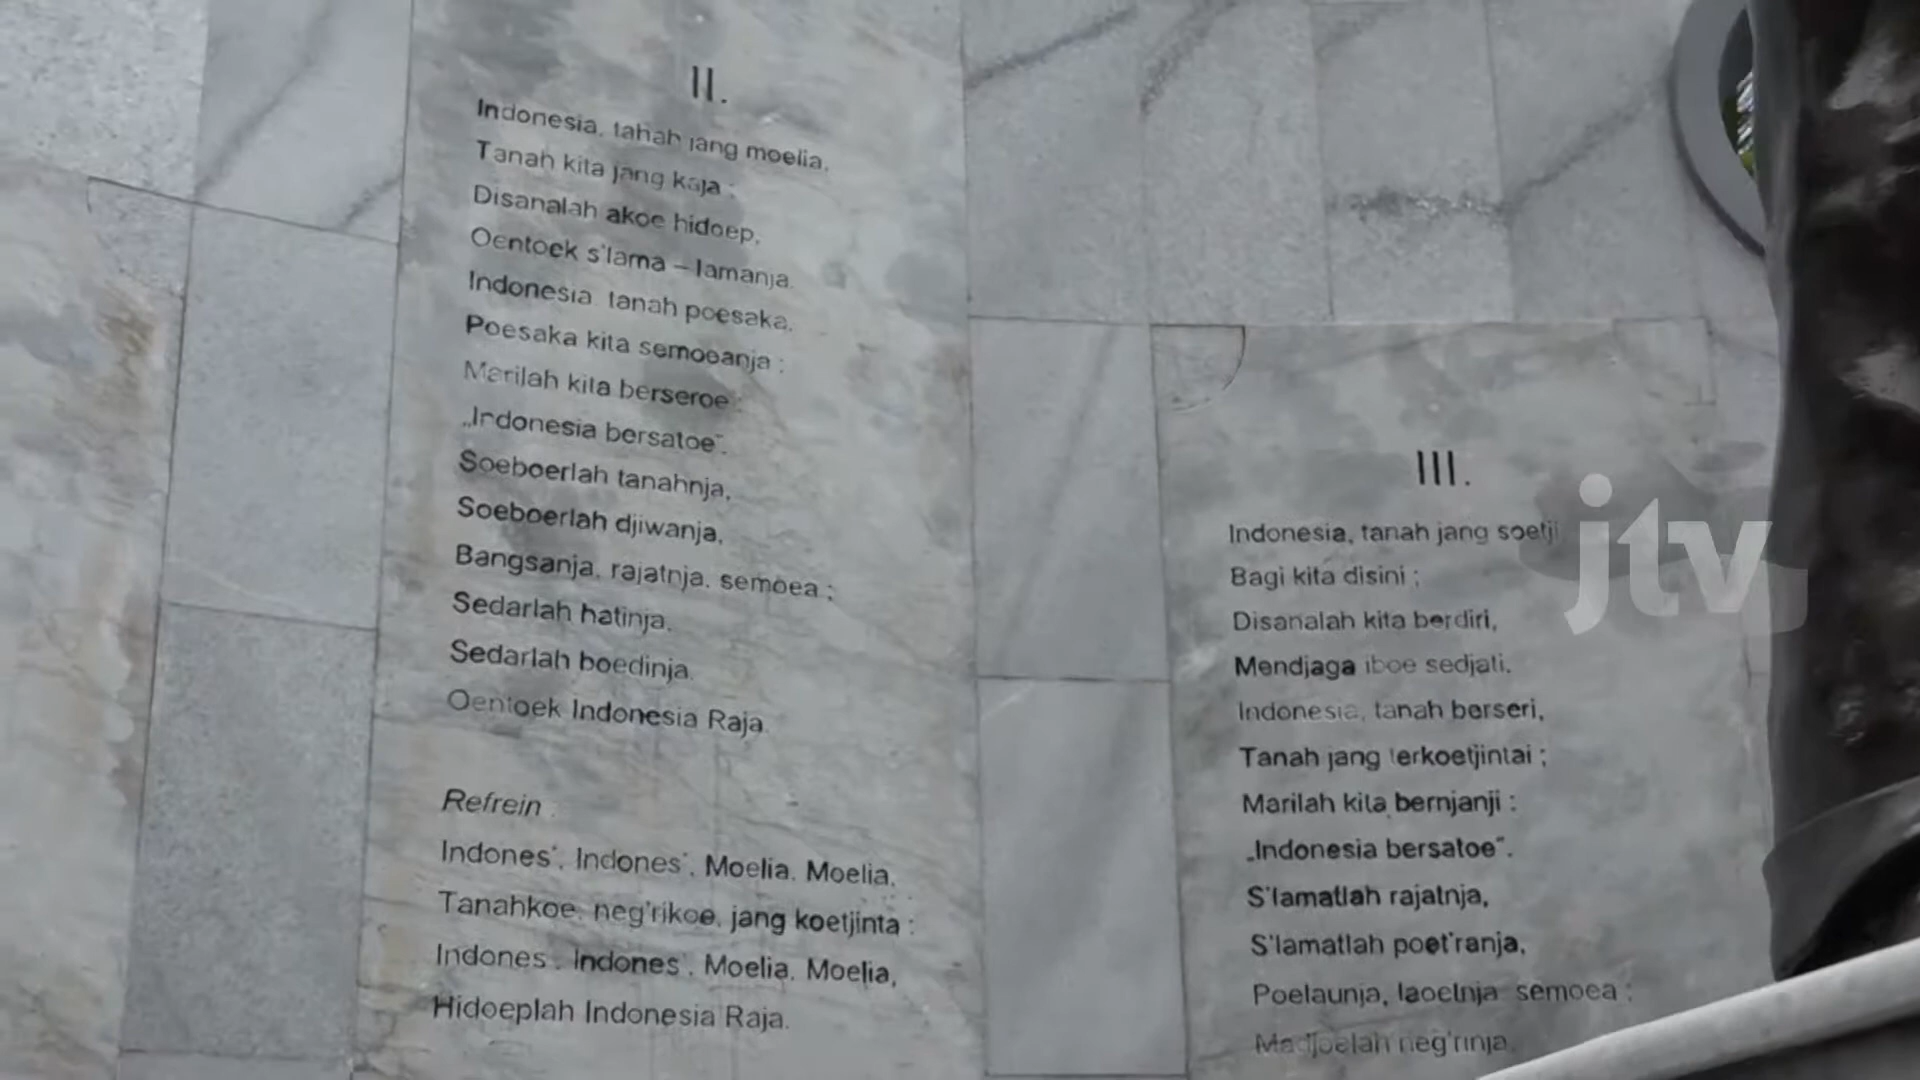 II.
Indonesia, tanah jang moelia,
Tanah kita jang kaja ;
Disanalah akoe hidoep,
Oentoek s'lama – lamanja.
Indonesia, tanah poesaka,
Poesaka kita semoeanja :
Marilah kita berseroe :
„Indonesia bersatoe”.
Soeboerlah tanahnja,
Soeboerlah djiwanja,
Bangsanja, rajatnja, semoea ;
Sedarlah hatinja,
Sedarlah boedinja,
Oentoek Indonesia Raja.
Refrein :
Indones', Indones', Moelia, Moelia,
Tanahkoe, neg'rikoe, jang koetjinta :
Indones', Indones', Moelia, Moelia,
Hidoeplah Indonesia Raja.
III.
Indonesia, tanah jang soetji
Bagi kita disini ;
Disanalah kita berdiri,
Mendjaga iboe sedjati.
Indonesia, tanah berseri,
Tanah jang terkoetjintai ;
Marilah kita bernjanji :
„Indonesia bersatoe”.
S'lamatlah rajatnja,
S'lamatlah poet'ranja,
Poelaunja, laoetnja semoea ;
Madjoelah neg'rinja,
jtv